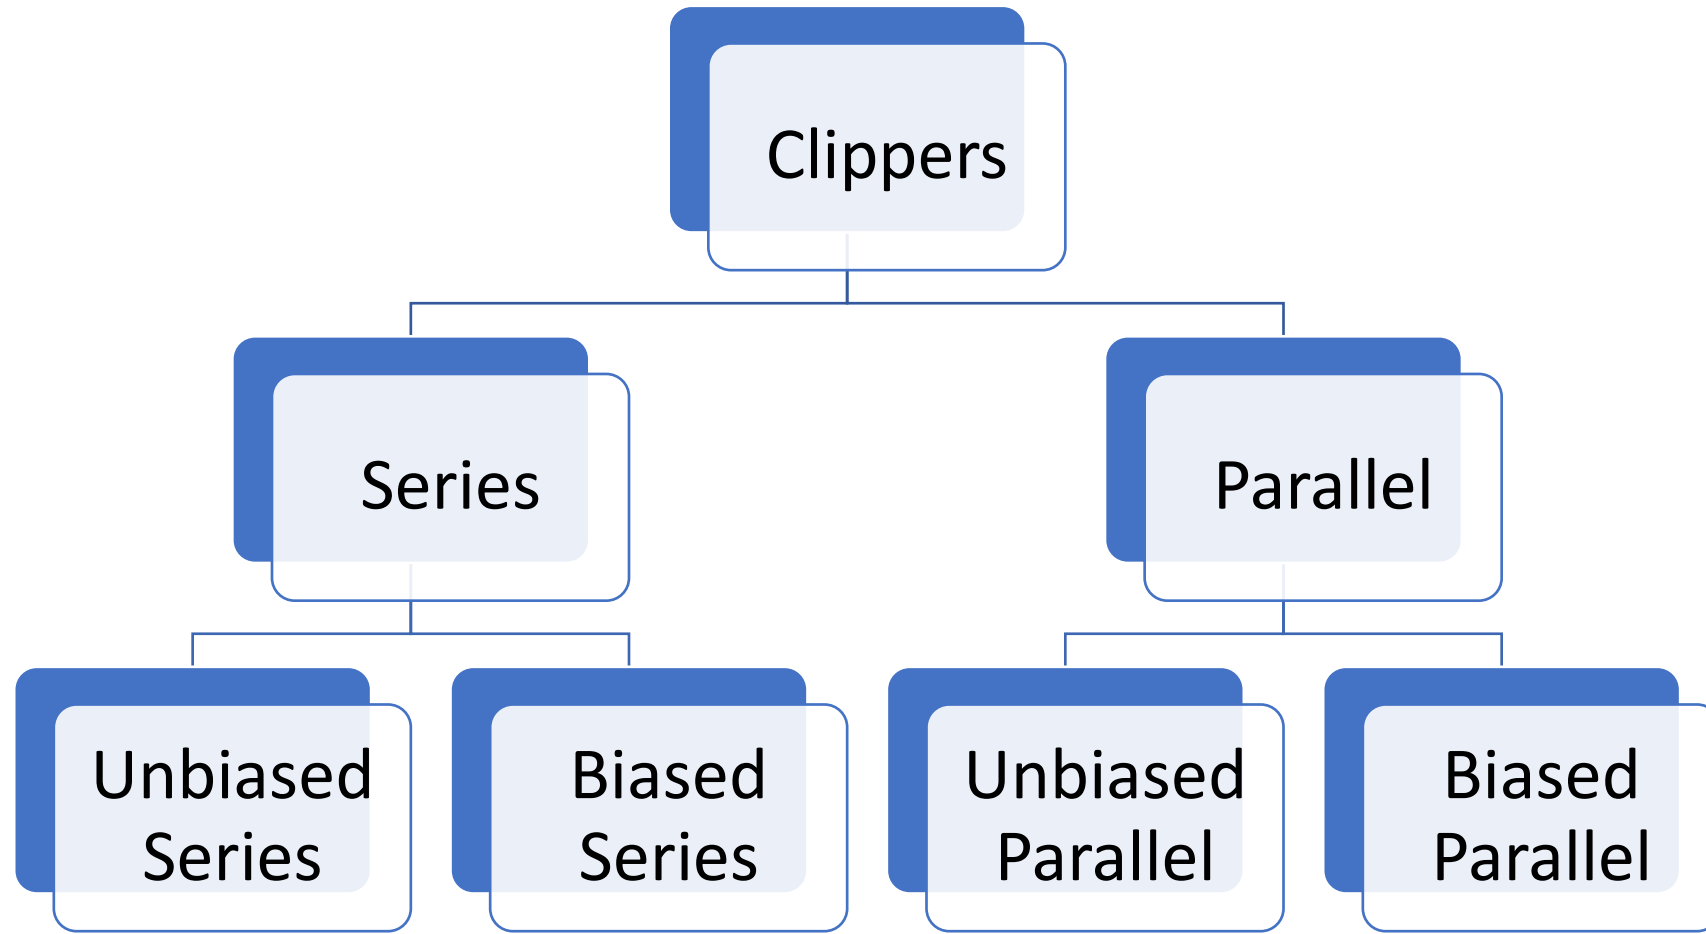 Clippers
Series
Parallel
Unbiased
Series
Biased
Series
Unbiased
Parallel
Biased
Parallel